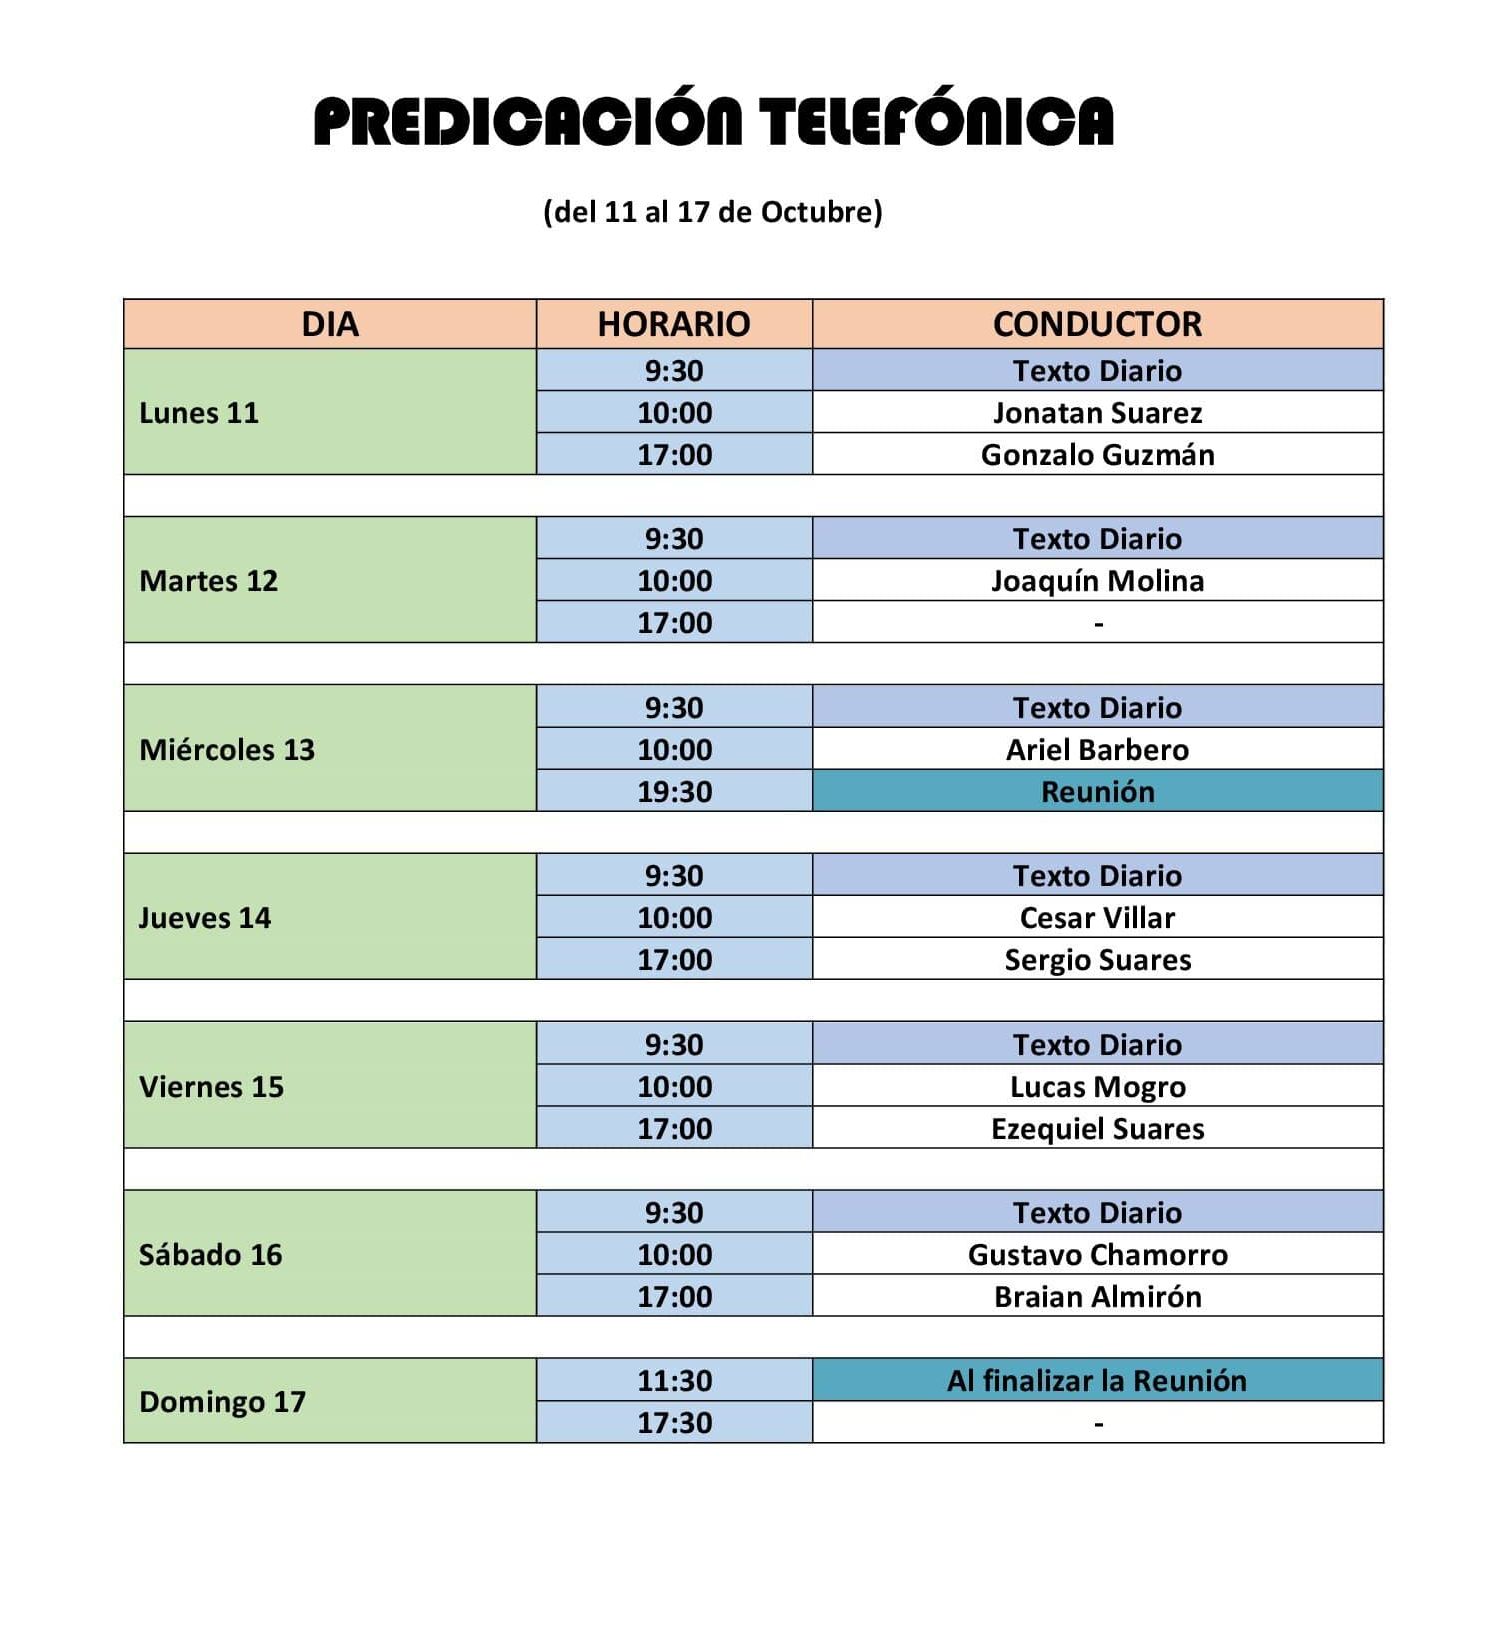 PREDICACIÓN TELEFÓNICA
(del 11 al 17 de Octubre)
DIA HORARIO CONDUCTOR
Lunes 11
9:30 Texto Diario
10:00 Jonatan Suarez
17:00 Gonzalo Guzmán
Martes 12
9:30 Texto Diario
10:00 Joaquín Molina
17:00 -
Miércoles 13
9:30 Texto Diario
10:00 Ariel Barbero
19:30 Reunión
Jueves 14
9:30 Texto Diario
10:00 Cesar Villar
17:00 Sergio Suares
Viernes 15
9:30 Texto Diario
10:00 Lucas Mogro
17:00 Ezequiel Suares
Sábado 16
9:30 Texto Diario
10:00 Gustavo Chamorro
17:00 Braian Almirón
Domingo 17
11:30 Al finalizar la Reunión
17:30 -